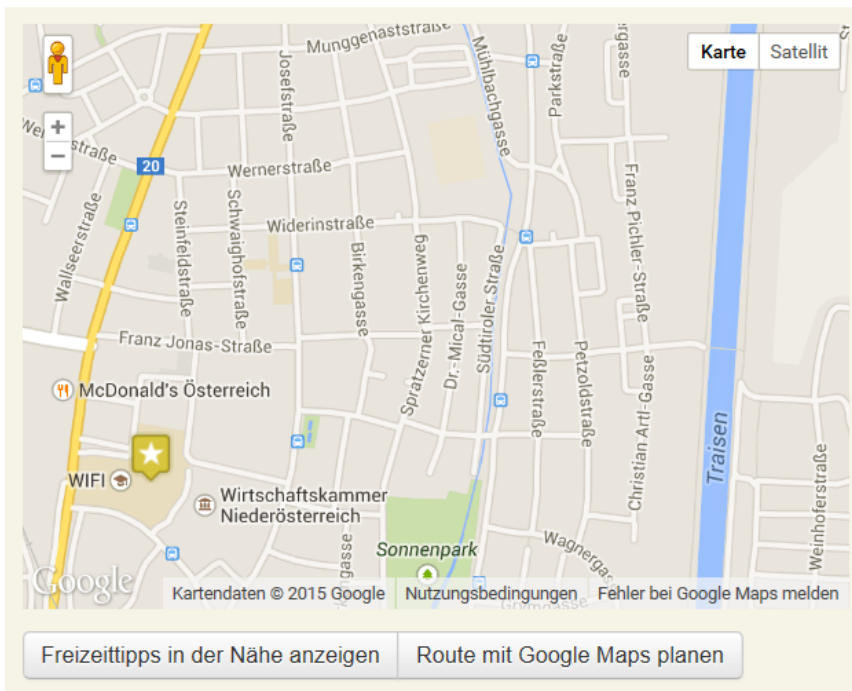 Munggenaststraße
Karte
Satellit
Josefstraße
Mühlbachgasse
Parkstraße
20
Wernerstraße
Franz Pichler-Straße
Wallseerstraße
Steinfeldstraße
Schwaighofstraße
Widerinstraße
Birkengasse
Spratzerner Kirchenweg
Dr.-Mical-Gasse
Südtiroler Straße
Franz Jonas-Straße
Feßlerstraße
Petzoldstraße
Christian Artl-Gasse
McDonald's Österreich
Traisen
Weinhoferstraße
WIFI
Wirtschaftskammer
Niederösterreich
Sonnenpark
Wagnergasse
Google
Kartendaten © 2015 Google
Nutzungsbedingungen
Fehler bei Google Maps melden
Freizeittipps in der Nähe anzeigen
Route mit Google Maps planen